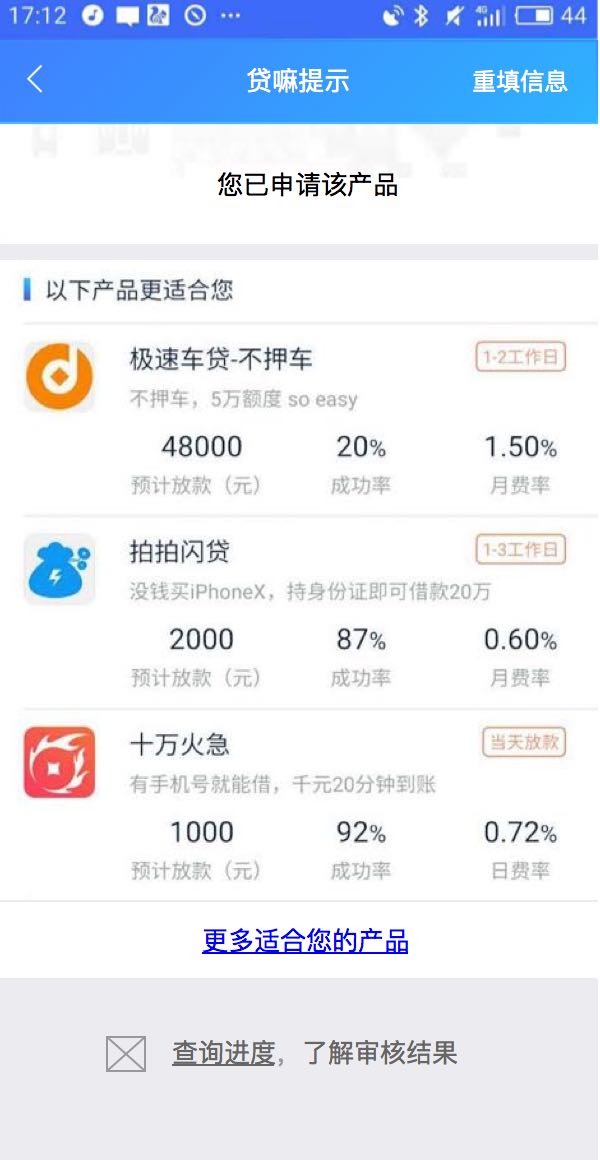 17:12 4G 44
贷嘛提示 重填信息
您已申请该产品
以下产品更适合您
极速车贷-不押车 1-2工作日
不押车，5万额度 so easy
48000 20% 1.50%
预计放款（元） 成功率 月费率
拍拍闪贷 1-3工作日
没钱买iPhoneX，持身份证即可借款20万
2000 87% 0.60%
预计放款（元） 成功率 月费率
十万火急 当天放款
有手机号就能借，千元20分钟到账
1000 92% 0.72%
预计放款（元） 成功率 日费率
更多适合您的产品
查询进度，了解审核结果